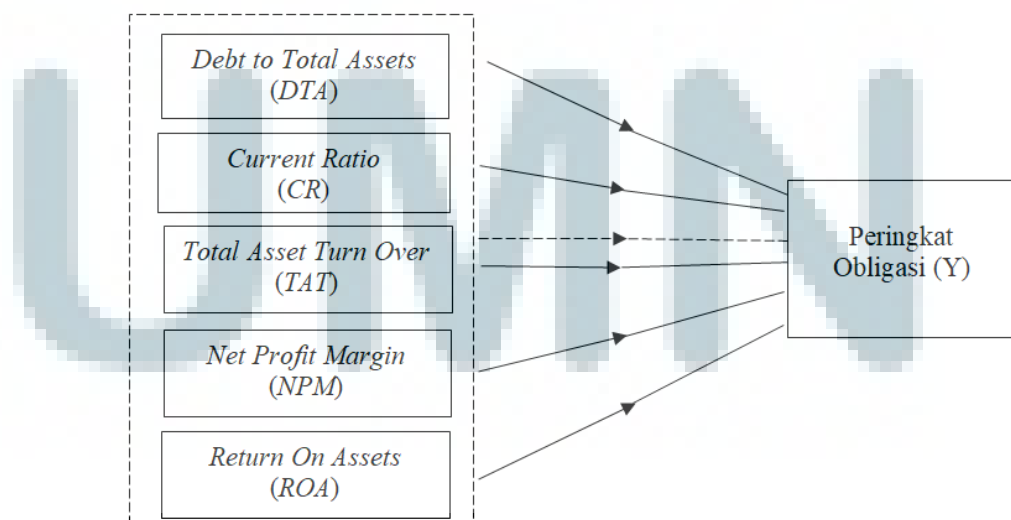 UMN
Debt to Total Assets
(DTA)
Current Ratio
(CR)
Total Asset Turn Over
(TAT)
Net Profit Margin
(NPM)
Return On Assets
(ROA)
Peringkat
Obligasi (Y)